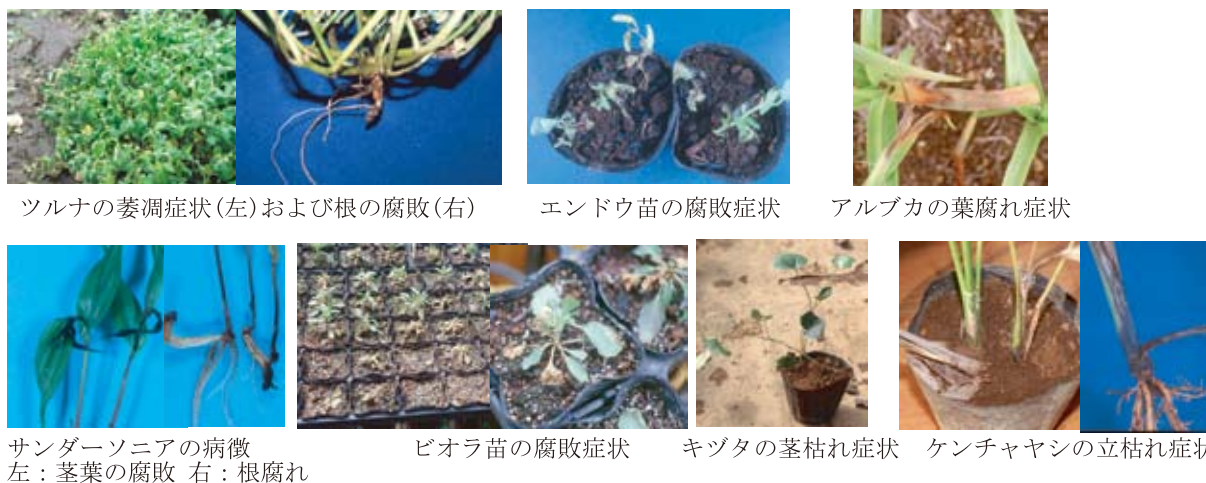 ツルナの萎凋症状(左)および根の腐敗(右)
エンドウ苗の腐敗症状
アルブカの葉腐れ症状
サンダーソニアの病徴
左：茎葉の腐敗 右：根腐れ
ビオラ苗の腐敗症状
キヅタの茎枯れ症状
ケンチャヤシの立枯れ症状